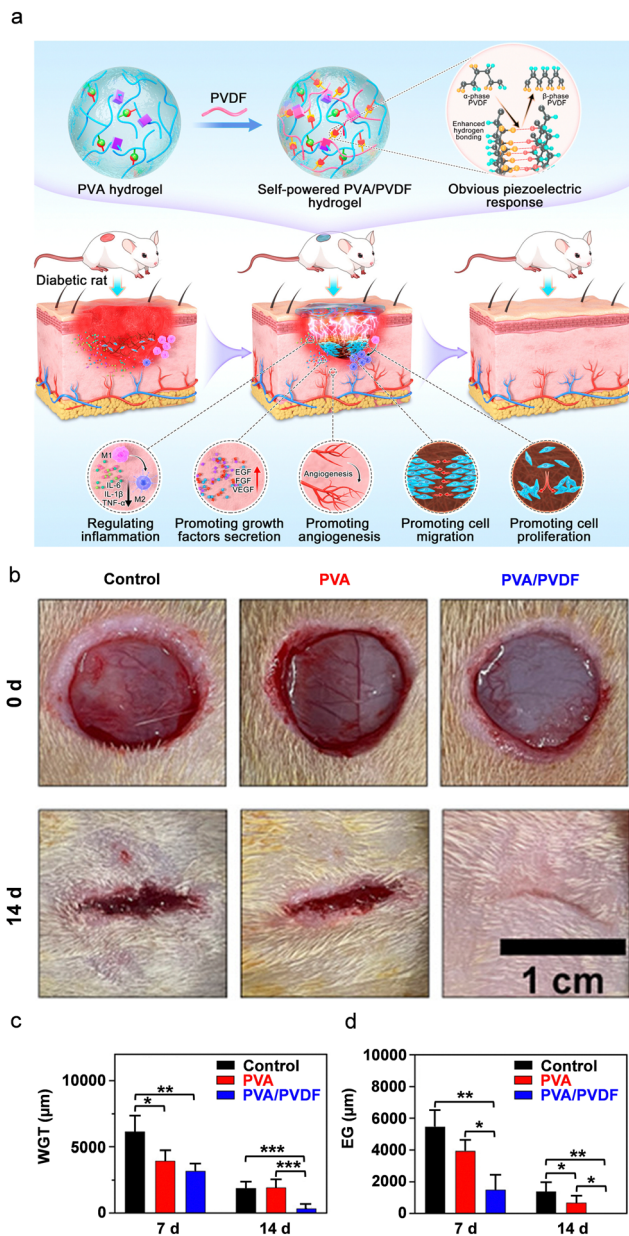 a
PVDF
α-phase
PVDF
β-phase
PVDF
Enhanced
hydrogen
bonding
PVA hydrogel
Self-powered PVA/PVDF
hydrogel
Obvious piezoelectric
response
Diabetic rat
M1
IL-6
IL-1β
TNF-α
M2
EGF
FGF
VEGF
Angiogenesis
Regulating
inflammation
Promoting growth
factors secretion
Promoting
angiogenesis
Promoting cell
migration
Promoting cell
proliferation
b
Control
PVA
PVA/PVDF
0 d
14 d
1 cm
c
WGT (μm)
10000
5000
0
Control
PVA
PVA/PVDF
**
*
***
***
7 d
14 d
d
EG (μm)
10000
8000
6000
4000
2000
0
Control
PVA
PVA/PVDF
**
*
**
*
*
7 d
14 d